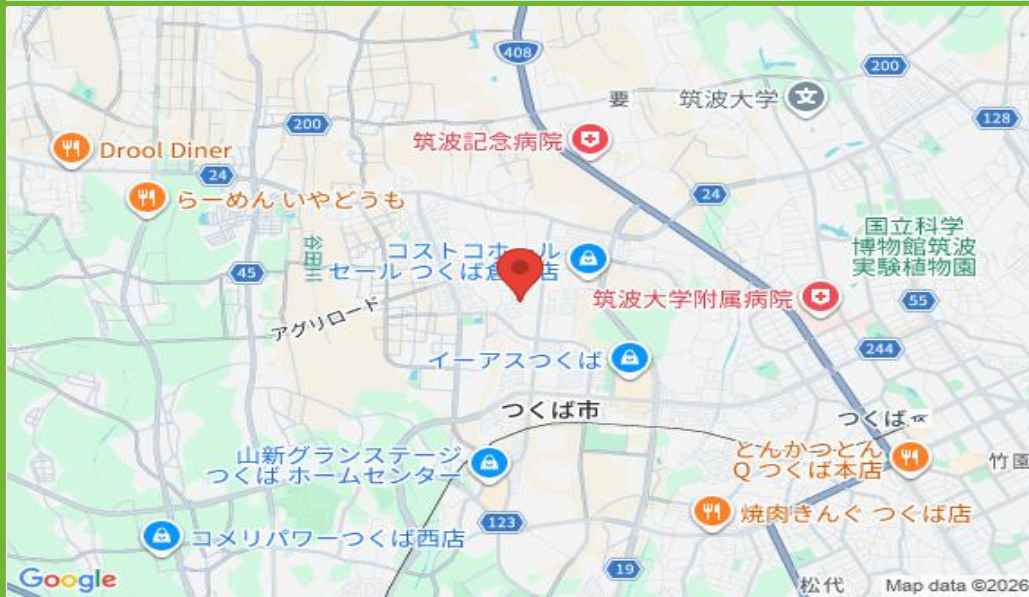 408
200
要
筑波大学
128
筑波記念病院
200
Drool Diner
24
24
らーめん いやどうも
谷田川
コストコホールセール つくば倉庫店
国立科学
博物館筑波
実験植物園
45
筑波大学附属病院
55
アグリロード
244
イーアスつくば
つくば市
つくば
山新グランステージ
つくば ホームセンター
とんかつとん
Q つくば本店
竹園
123
焼肉きんぐ つくば店
コメリパワーつくば西店
19
Google
松代
Map data ©2026